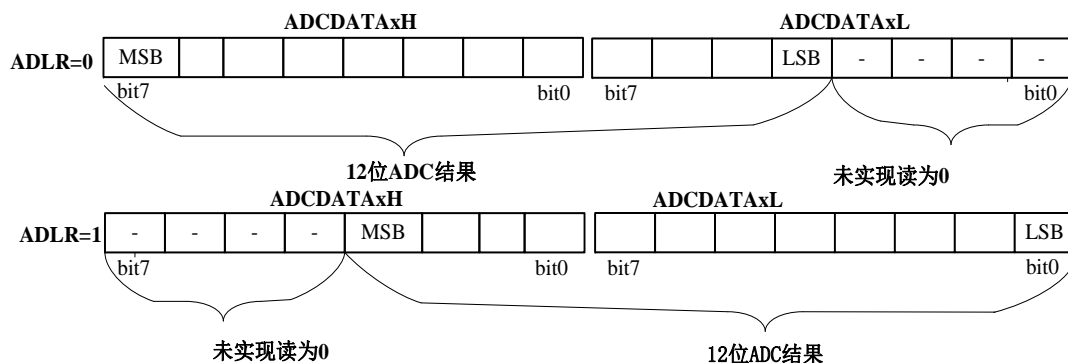 ADCDATAxH ADCDATAxL
ADLR=0 MSB LSB - - - -
bit7 bit0 bit7 bit0
12位ADC结果 未实现读为0
ADCDATAxH ADCDATAxL
ADLR=1 - - - - MSB LSB
bit7 bit0 bit7 bit0
未实现读为0 12位ADC结果